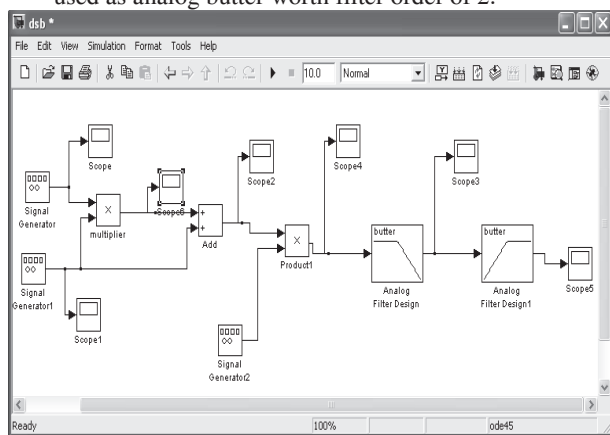 used as analog butter worth filter order of 2.
dsb *
File Edit View Simulation Format Tools Help
10.0 Normal
Scope
Scope6
Scope2
Scope4
Scope3
Signal
Generator
multiplier
Add
Product1
butter
Analog
Filter Design
butter
Analog
Filter Design1
Scope5
Signal
Generator1
Scope1
Signal
Generator2
Ready 100% ode45